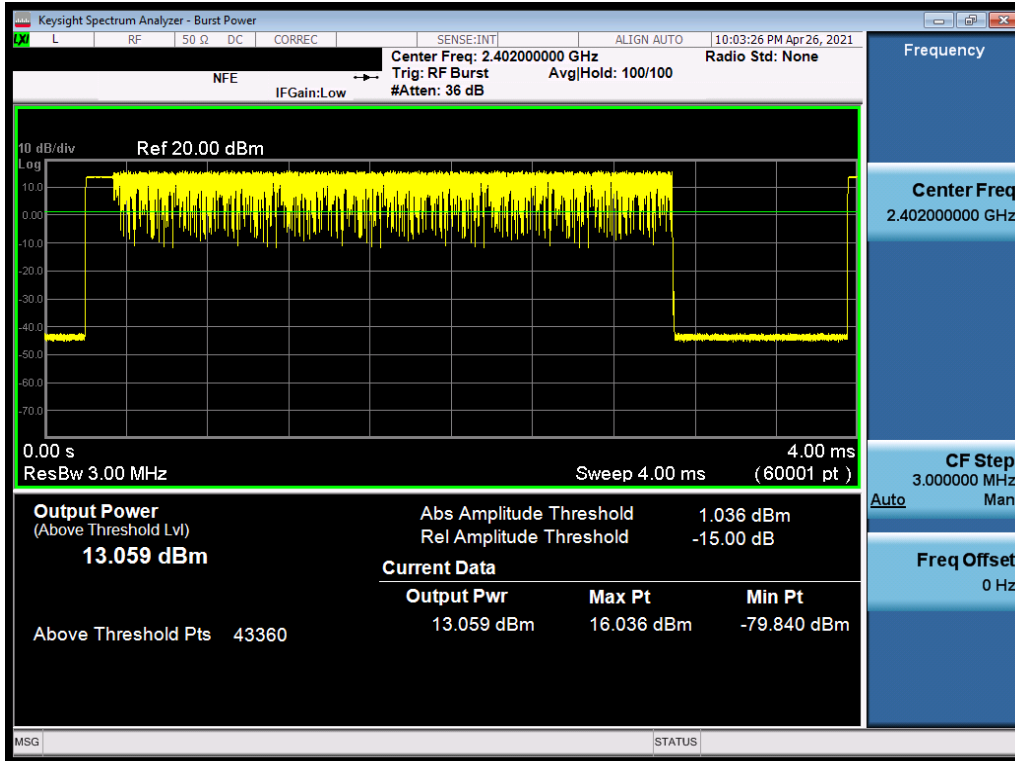 Keysight Spectrum Analyzer - Burst Power
LXI L RF 50 Ω DC CORREC SENSE:INT ALIGN AUTO 10:03:26 PM Apr 26, 2021
Center Freq: 2.402000000 GHz Radio Std: None
NFE Trig: RF Burst Avg|Hold: 100/100
IFGain:Low #Atten: 36 dB
Frequency
10 dB/div Ref 20.00 dBm
Log
10.0
0.00
-10.0
-20.0
-30.0
-40.0
-50.0
-60.0
-70.0
0.00 s 4.00 ms
ResBw 3.00 MHz Sweep 4.00 ms (60001 pt)
Center Freq
2.402000000 GHz
CF Step
3.000000 MHz
Auto Man
Freq Offset
0 Hz
Output Power
(Above Threshold Lvl)
13.059 dBm
Above Threshold Pts 43360
Abs Amplitude Threshold 1.036 dBm
Rel Amplitude Threshold -15.00 dB
Current Data
Output Pwr Max Pt Min Pt
13.059 dBm 16.036 dBm -79.840 dBm
MSG STATUS